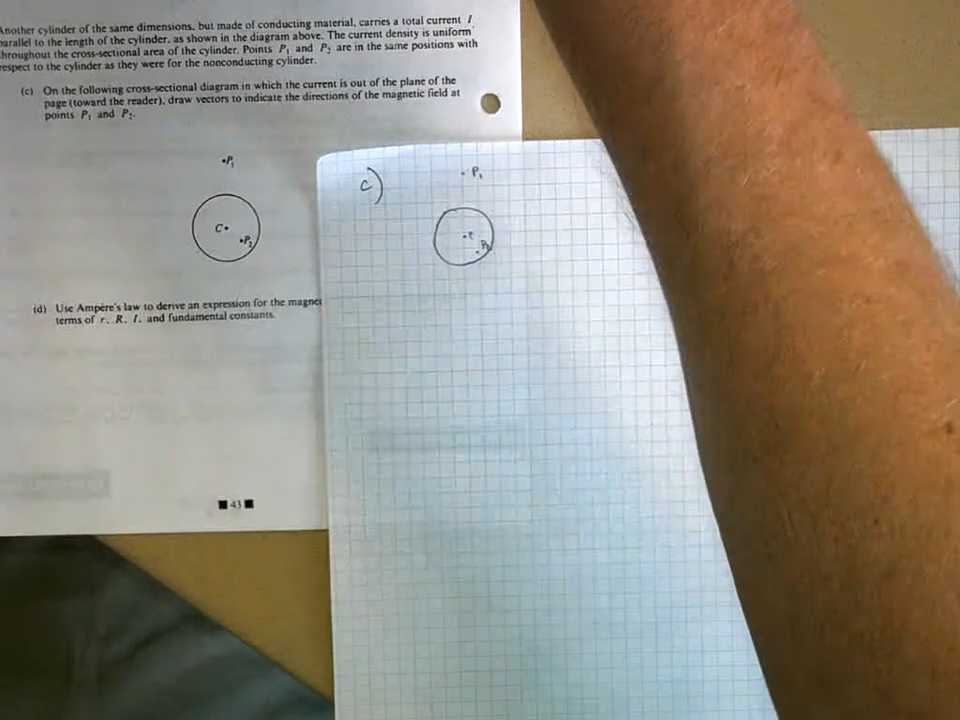 Another cylinder of the same dimensions, but made of conducting material, carries a total current I
parallel to the length of the cylinder, as shown in the diagram above. The current density is uniform
throughout the cross-sectional area of the cylinder. Points P₁ and P₂ are in the same positions with
respect to the cylinder as they were for the nonconducting cylinder.
(c) On the following cross-sectional diagram in which the current is out of the plane of the
page (toward the reader), draw vectors to indicate the directions of the magnetic field at
points P₁ and P₂.
P₁
C
P₂
(d) Use Ampère's law to derive an expression for the magnet
terms of r, R, I, and fundamental constants.
43
c)
P₁